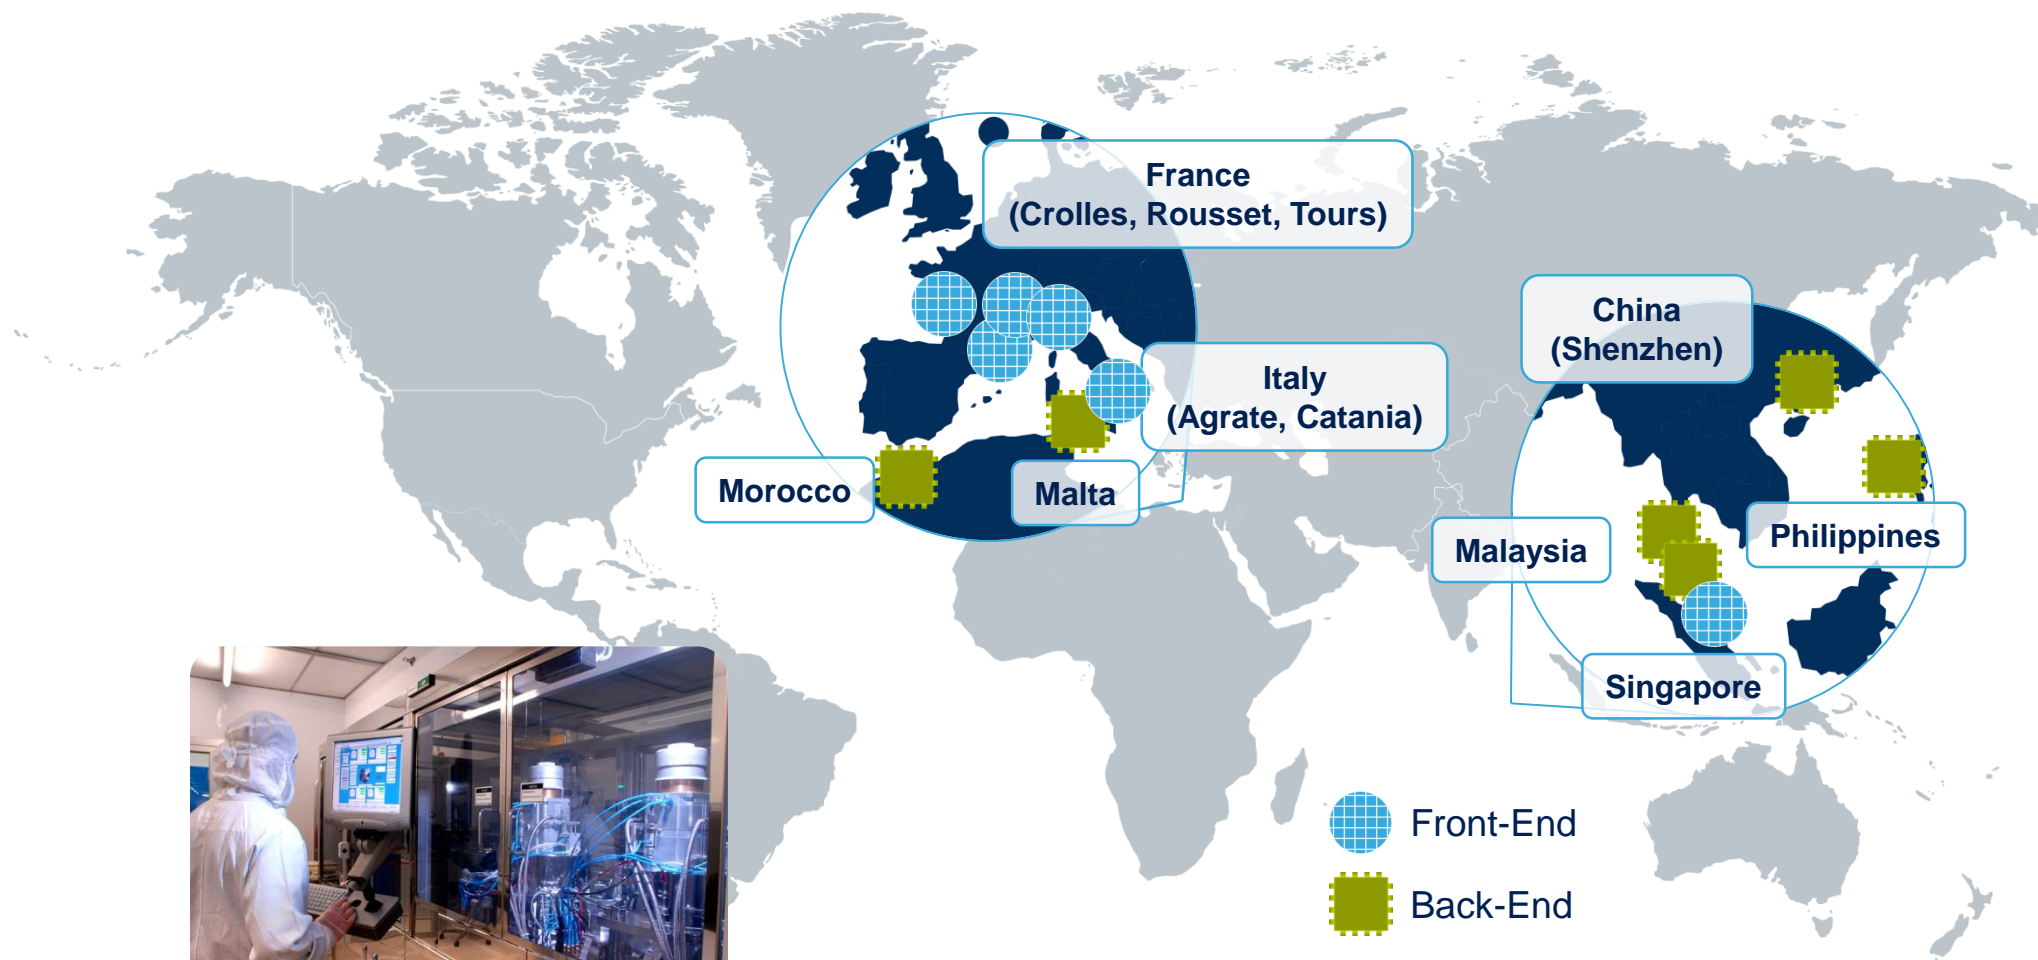 France
(Crolles, Rousset, Tours)
China
(Shenzhen)
Italy
(Agrate, Catania)
Morocco
Malta
Malaysia
Philippines
Singapore
Front-End
Back-End